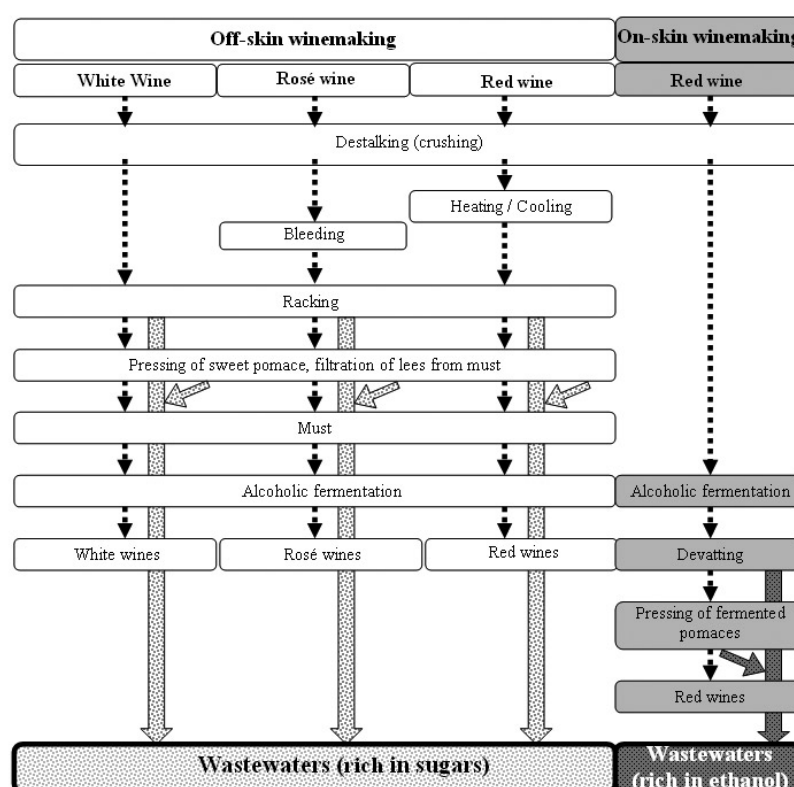 Off-skin winemaking
On-skin winemaking
White Wine
Rosé wine
Red wine
Red wine
Destalking (crushing)
Heating / Cooling
Bleeding
Racking
Pressing of sweet pomace, filtration of lees from must
Must
Alcoholic fermentation
Alcoholic fermentation
White wines
Rosé wines
Red wines
Devatting
Pressing of fermented
pomaces
Red wines
Wastewaters (rich in sugars)
Wastewaters
(rich in ethanol)